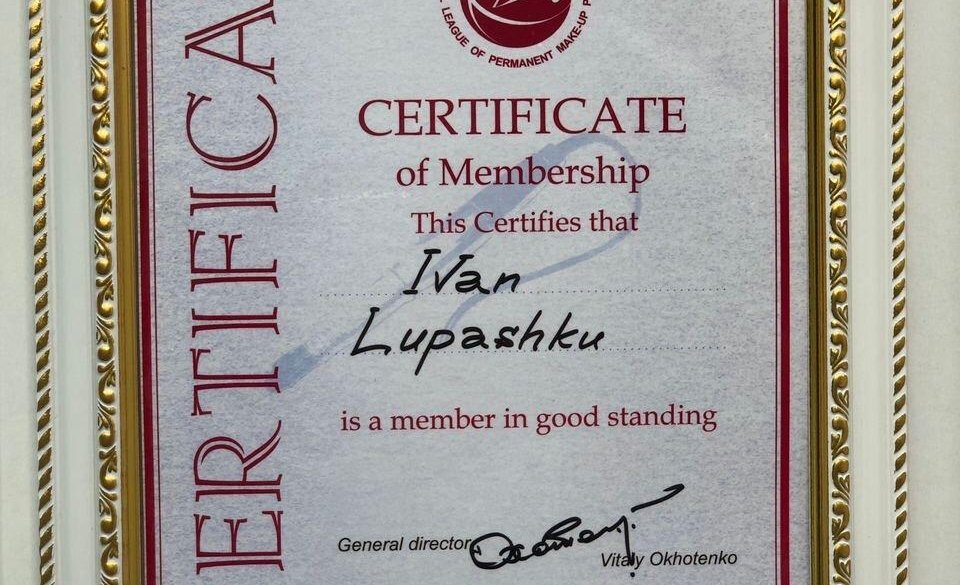 ERTIFICA
LEAGUE OF PERMANENT MAKE-UP
CERTIFICATE
of Membership
This Certifies that
Ivan
Lupashku
is a member in good standing
General director
Vitaly Okhotenko